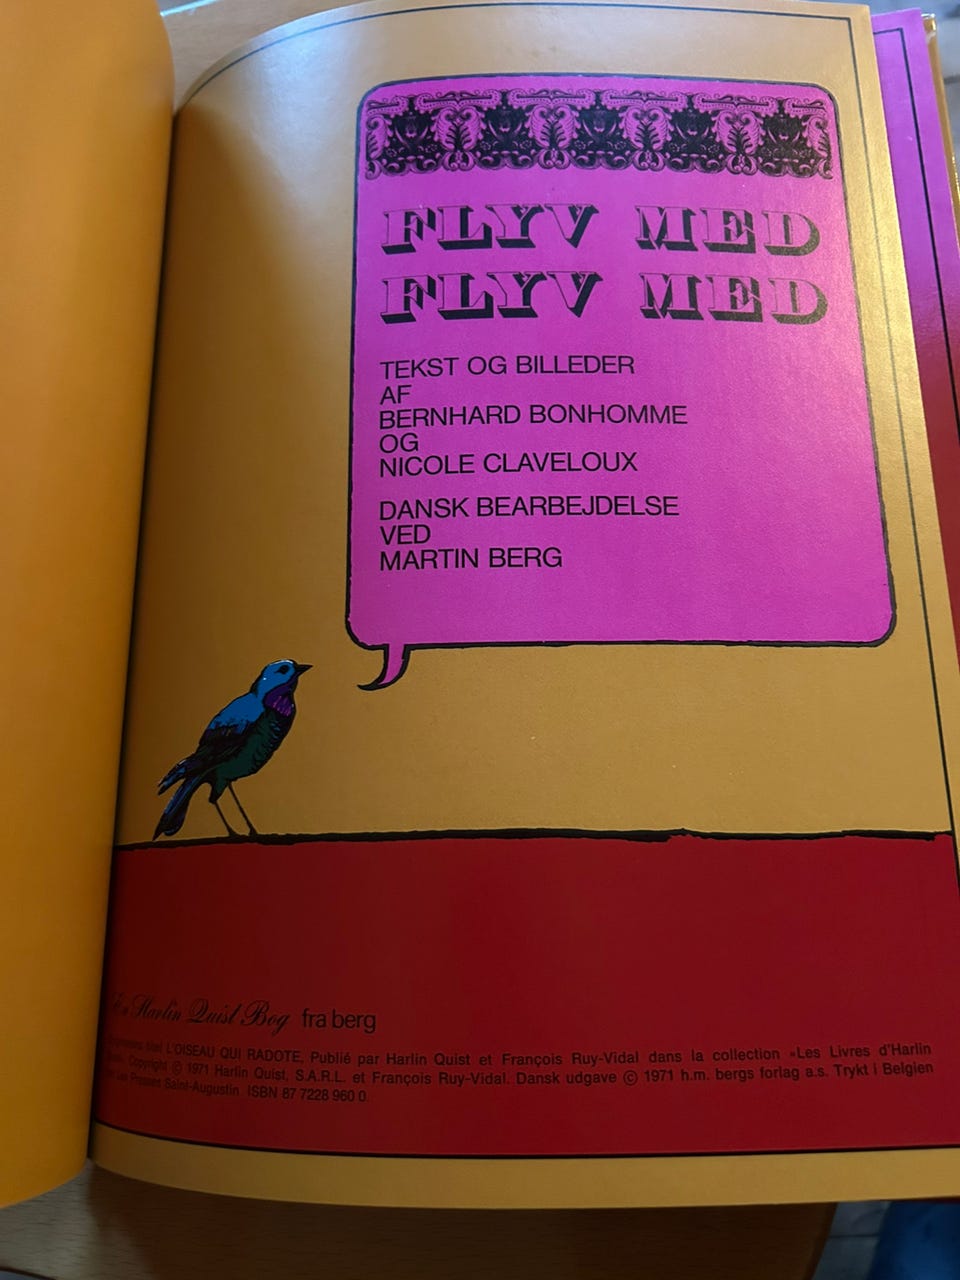 FLYV MED
FLYV MED
TEKST OG BILLEDER
AF
BERNHARD BONHOMME
OG
NICOLE CLAVELOUX
DANSK BEARBEJDELSE
VED
MARTIN BERG
En Harlin Quist Bog fra berg
titel L'OISEAU QUI RADOTE, Publié par Harlin Quist et François Ruy-Vidal dans la collection »Les Livres d'Harlin
Copyright © 1971 Harlin Quist, S.A.R.L. et François Ruy-Vidal. Dansk udgave © 1971 h.m. bergs forlag a.s. Trykt i Belgien
Les Presses Saint-Augustin ISBN 87 7228 960 0.